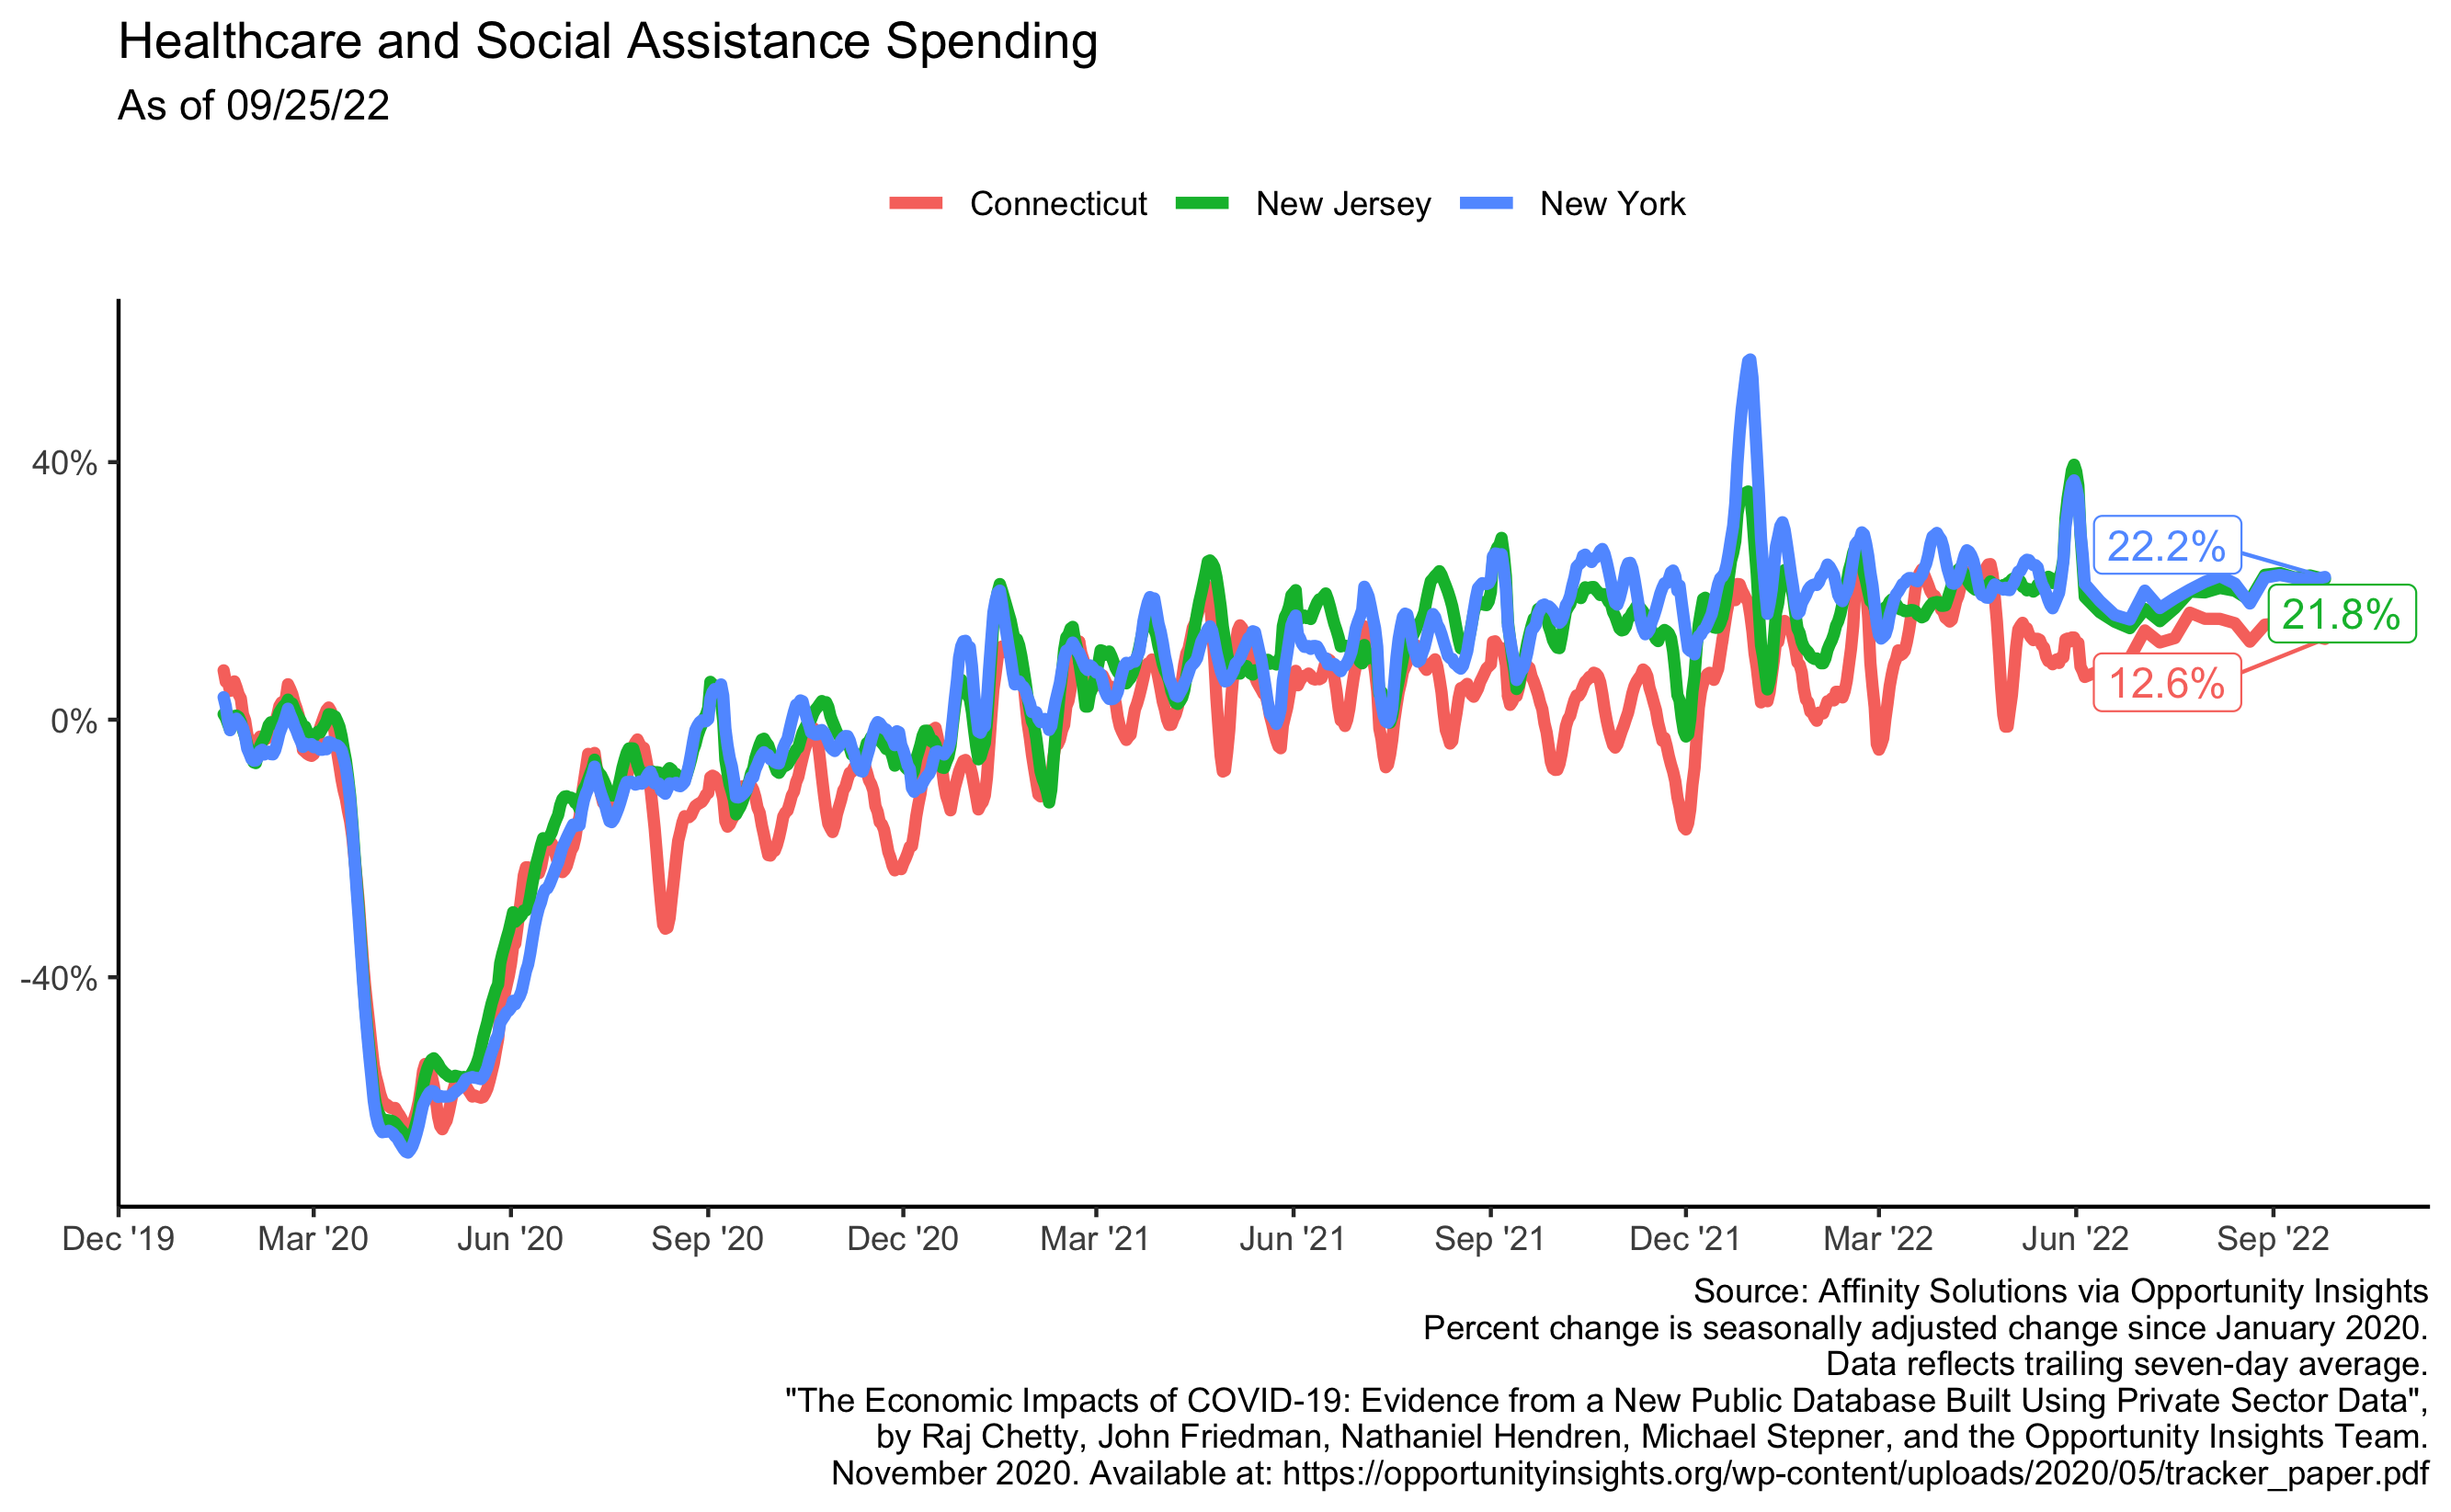 Healthcare and Social Assistance Spending
As of 09/25/22
Connecticut New Jersey New York
40%
0%
-40%
22.2%
21.8%
12.6%
Dec '19 Mar '20 Jun '20 Sep '20 Dec '20 Mar '21 Jun '21 Sep '21 Dec '21 Mar '22 Jun '22 Sep '22
Source: Affinity Solutions via Opportunity Insights
Percent change is seasonally adjusted change since January 2020.
Data reflects trailing seven-day average.
"The Economic Impacts of COVID-19: Evidence from a New Public Database Built Using Private Sector Data",
by Raj Chetty, John Friedman, Nathaniel Hendren, Michael Stepner, and the Opportunity Insights Team.
November 2020. Available at: https://opportunityinsights.org/wp-content/uploads/2020/05/tracker_paper.pdf